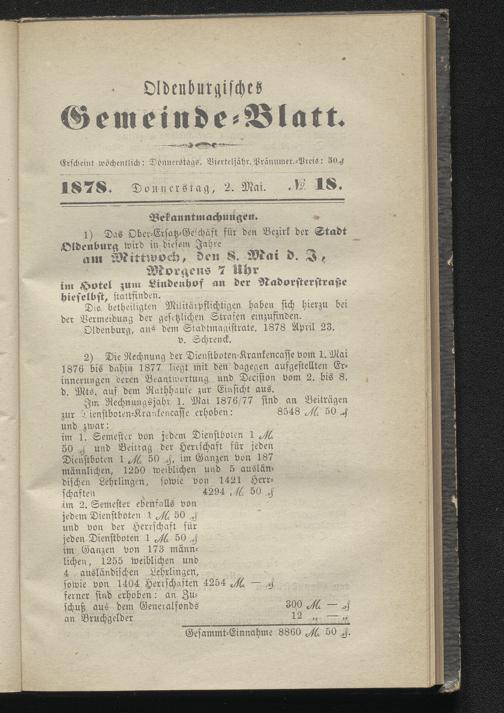 Oldenburgisches
Gemeinde-Blatt.
Erscheint wöchentlich: Donnerstags. Vierteljähr. Pränumer.-Preis: 50 ₰
1878. Donnerstag, 2. Mai. № 18.
Bekanntmachungen.
1) Das Ober-Ersatz-Geschäft für den Bezirk der Stadt
Oldenburg wird in diesem Jahre
am Mittwoch, den 8. Mai d. J.,
Morgens 7 Uhr
im Hotel zum Lindenhof an der Nadorsterstraße
hieselbst, stattfinden.
Die betheiligten Militärpflichtigen haben sich hierzu bei
der Vermeidung der gesetzlichen Strafen einzufinden.
Oldenburg, aus dem Stadtmagistrate, 1878 April 23.
v. Schrenck.
2) Die Rechnung der Dienstboten-Krankencasse vom 1. Mai
1876 bis dahin 1877 liegt mit den dagegen aufgestellten Er-
innerungen deren Beantwortung und Decision vom 2. bis 8.
d. Mts. auf dem Rathhause zur Einsicht aus.
Im Rechnungsjahr 1. Mai 1876/77 sind an Beiträgen
zur Dienstboten-Krankencasse erhoben: 8548 M. 50 ₰
und zwar:
im 1. Semester von jedem Dienstboten 1 M.
50 ₰ und Beitrag der Herrschaft für jeden
Dienstboten 1 M. 50 ₰, im Ganzen von 187
männlichen, 1250 weiblichen und 5 auslän-
dischen Lehrlingen, sowie von 1421 Herr-
schaften 4294 M. 50 ₰
im 2. Semester ebenfalls von
jedem Dienstboten 1 M. 50 ₰
und von der Herrschaft für
jeden Dienstboten 1 M. 50 ₰
im Ganzen von 173 männ-
lichen, 1255 weiblichen und
4 ausländischen Lehrlingen,
sowie von 1404 Herrschaften 4254 M. — ₰
ferner sind erhoben: an Zu-
schuß aus dem Generalfonds 300 M. — ₰
an Bruchgelder 12 „ — „
Gesammt-Einnahme 8860 M. 50 ₰.